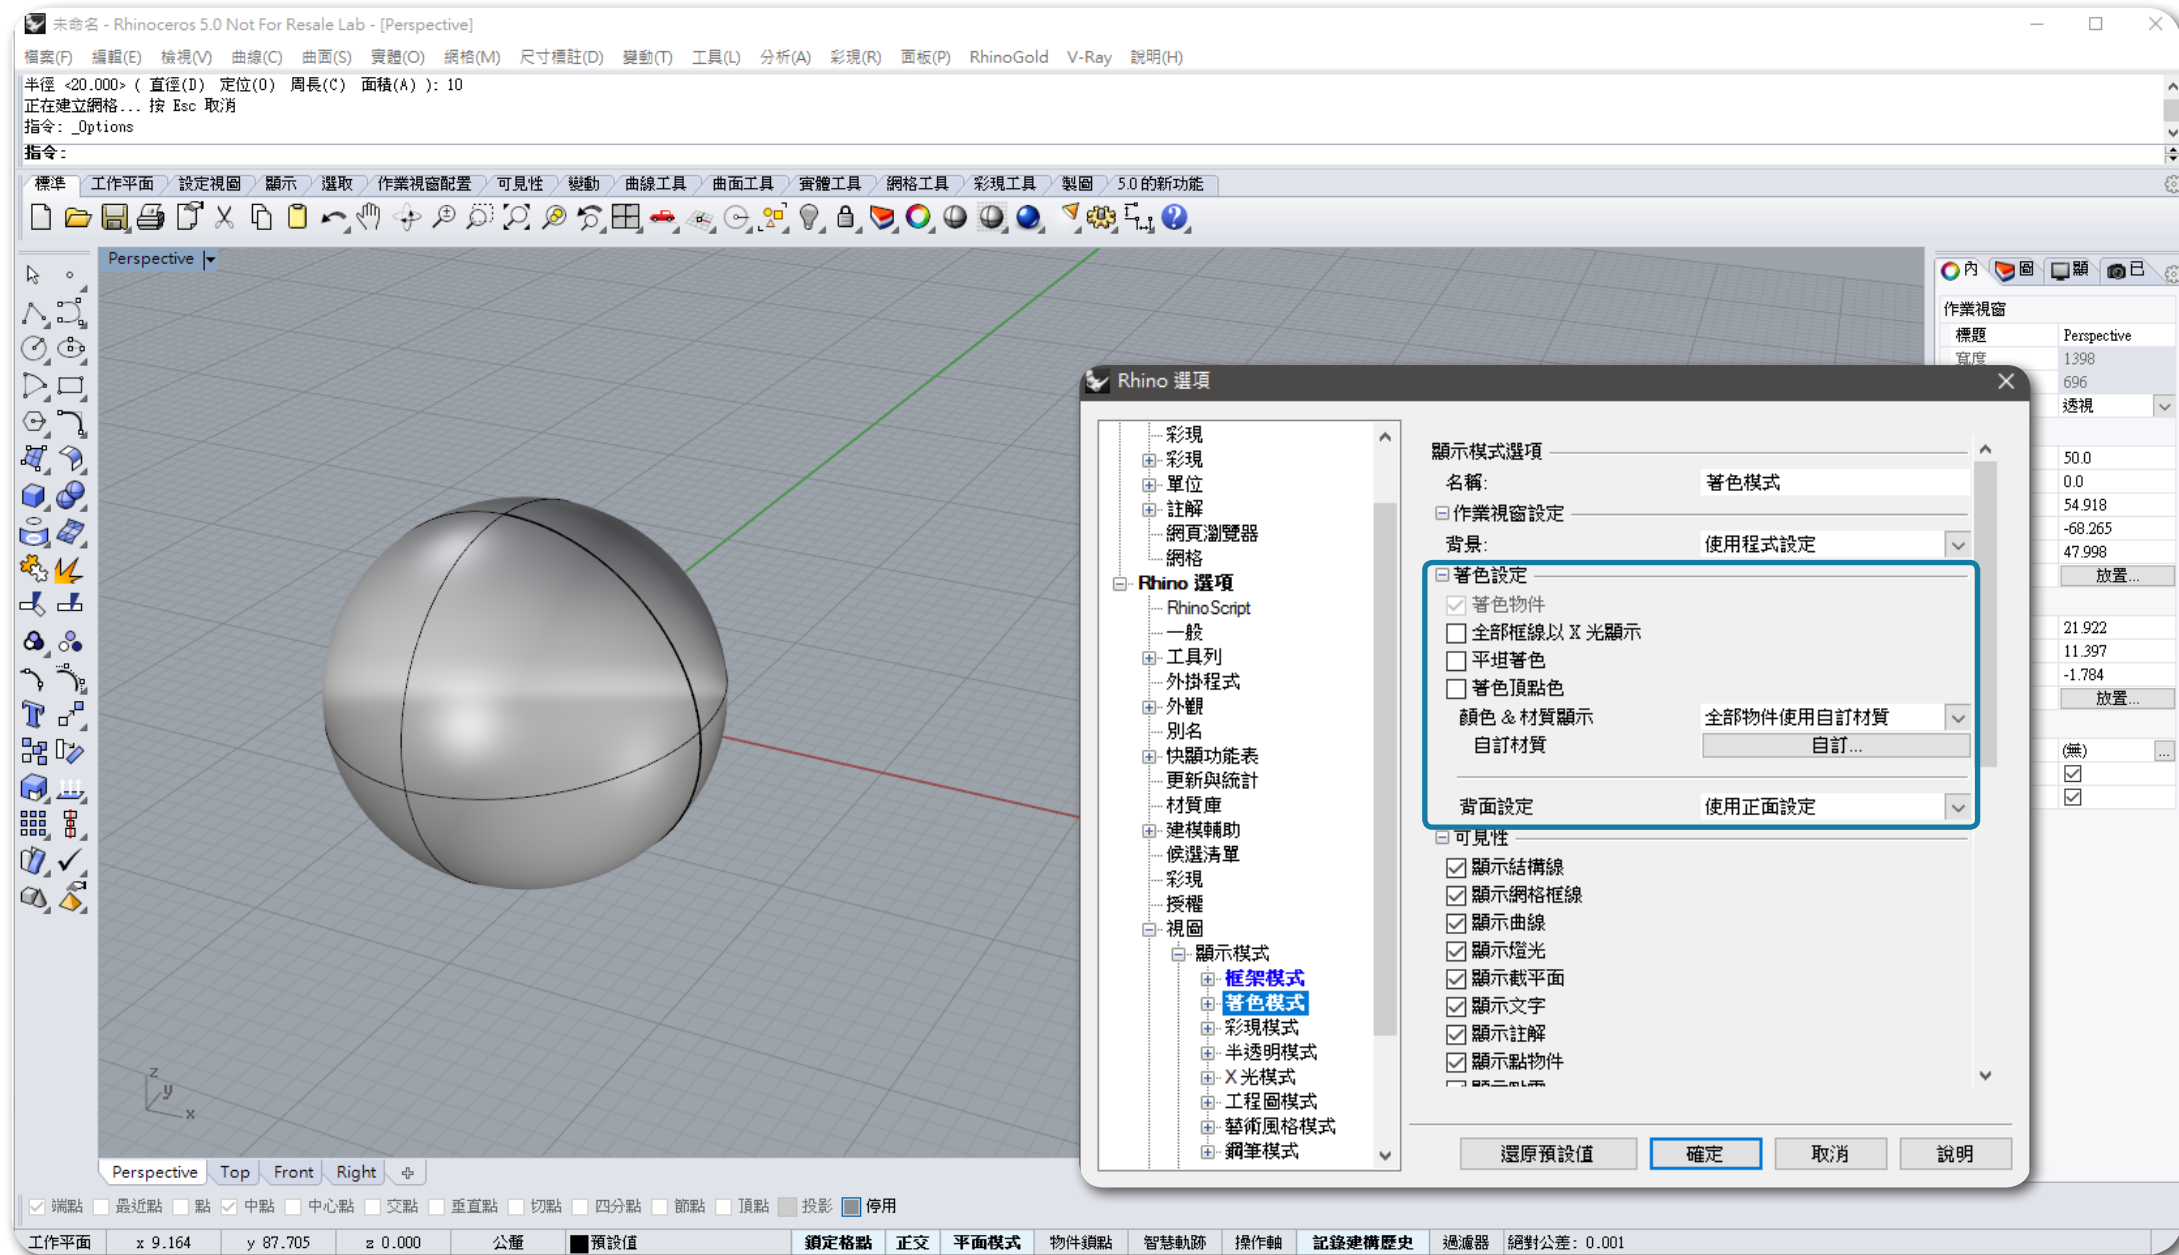 未命名 - Rhinoceros 5.0 Not For Resale Lab - [Perspective]
檔案(F) 編輯(E) 檢視(V) 曲線(C) 曲面(S) 實體(O) 網格(M) 尺寸標註(D) 變動(T) 工具(L) 分析(A) 彩現(R) 面板(P) RhinoGold V-Ray 說明(H)
半徑 <20.000> ( 直徑(D) 定位(O) 周長(C) 面積(A) ): 10
正在建立網格... 按 Esc 取消
指令: _Options
指令:
標準 工作平面 設定視圖 顯示 選取 作業視窗配置 可見性 變動 曲線工具 曲面工具 實體工具 網格工具 彩現工具 製圖 5.0 的新功能
Perspective
z
y
x
Perspective Top Front Right
內 圖 顯 已
作業視窗
標題 Perspective
寬度 1398
696
透視
50.0
0.0
54.918
-68.265
47.998
放置...
21.922
11.397
-1.784
放置...
(無) ...
Rhino 選項
彩現
彩現
單位
註解
網頁瀏覽器
網格
Rhino 選項
RhinoScript
一般
工具列
外掛程式
外觀
別名
快顯功能表
更新與統計
材質庫
建模輔助
候選清單
彩現
授權
視圖
顯示模式
框架模式
著色模式
彩現模式
半透明模式
X 光模式
工程圖模式
藝術風格模式
鋼筆模式
顯示模式選項
名稱: 著色模式
作業視窗設定
背景: 使用程式設定
著色設定
著色物件
全部框線以 X 光顯示
平坦著色
著色頂點色
顏色 & 材質顯示 全部物件使用自訂材質
自訂材質 自訂...
背面設定 使用正面設定
可見性
顯示結構線
顯示網格框線
顯示曲線
顯示燈光
顯示截平面
顯示文字
顯示註解
顯示點物件
還原預設值 確定 取消 說明
端點 最近點 點 中點 中心點 交點 垂直點 切點 四分點 節點 頂點 投影 停用
工作平面 x 9.164 y 87.705 z 0.000 公釐 預設值 鎖定格點 正交 平面模式 物件鎖點 智慧軌跡 操作軸 記錄建構歷史 過濾器 絕對公差: 0.001